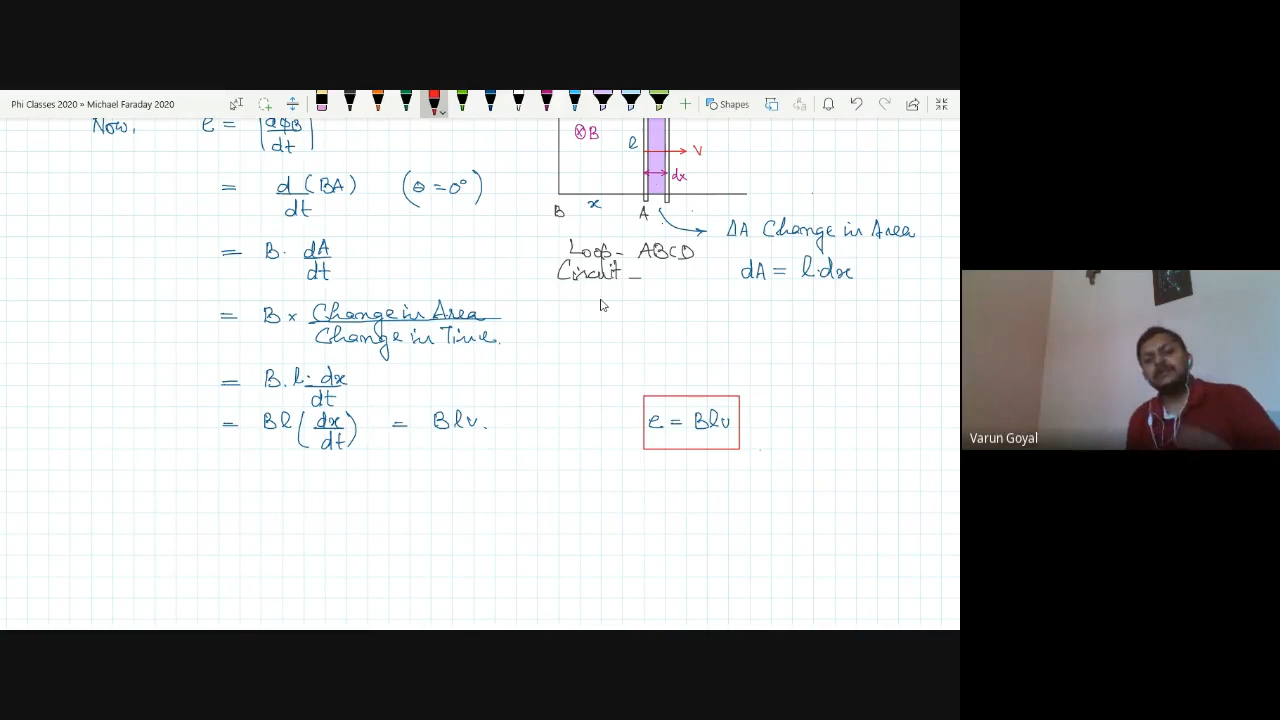 Phi Classes 2020 » Michael Faraday 2020
Shapes
Now, e = |dΦB/dt|
= d/dt (BA) (θ = 0°)
= B. dA/dt
= B × Change in Area / Change in Time.
= B. l. dx/dt
= Bl (dx/dt) = Blv.
⊗B
l
V
dx
B x A
ΔA Change in Area
dA = l.dx
Loop - ABCD
Circuit -
e = Blv
Varun Goyal